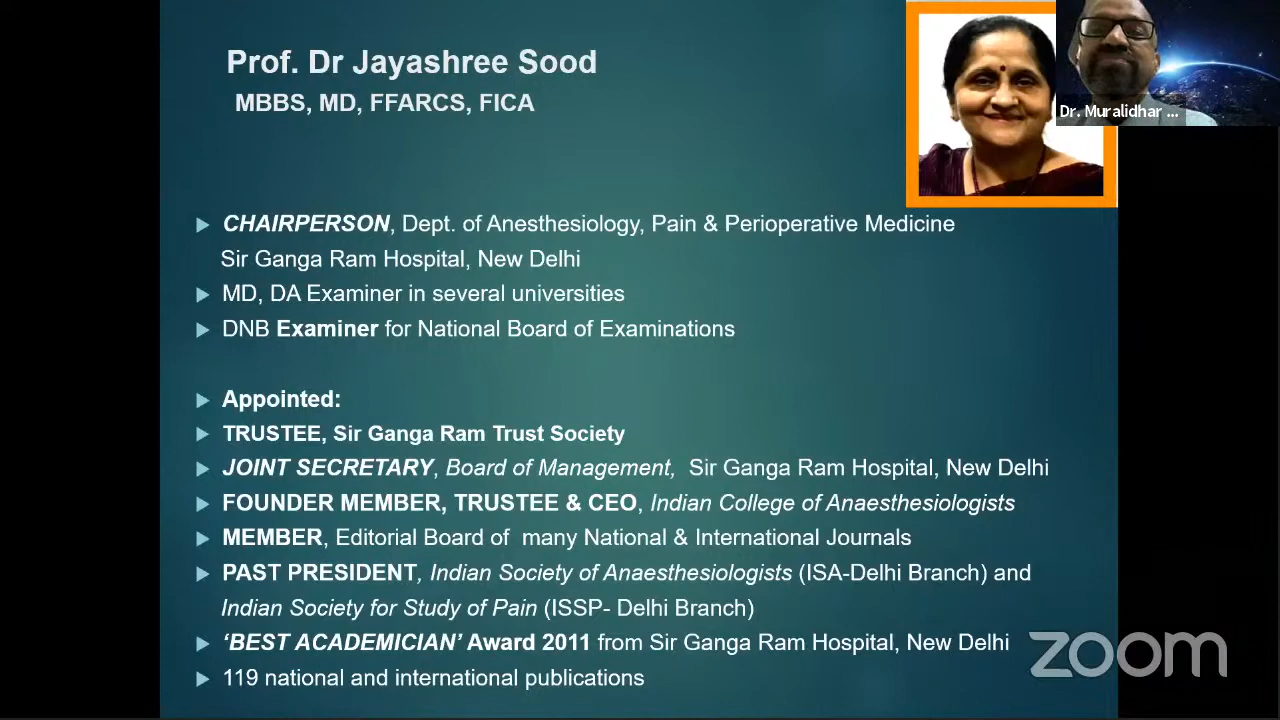 Prof. Dr Jayashree Sood
MBBS, MD, FFARCS, FICA
Dr. Muralidhar ...
CHAIRPERSON, Dept. of Anesthesiology, Pain & Perioperative Medicine
Sir Ganga Ram Hospital, New Delhi
MD, DA Examiner in several universities
DNB Examiner for National Board of Examinations
Appointed:
TRUSTEE, Sir Ganga Ram Trust Society
JOINT SECRETARY, Board of Management, Sir Ganga Ram Hospital, New Delhi
FOUNDER MEMBER, TRUSTEE & CEO, Indian College of Anaesthesiologists
MEMBER, Editorial Board of many National & International Journals
PAST PRESIDENT, Indian Society of Anaesthesiologists (ISA-Delhi Branch) and
Indian Society for Study of Pain (ISSP- Delhi Branch)
‘BEST ACADEMICIAN’ Award 2011 from Sir Ganga Ram Hospital, New Delhi
119 national and international publications
zoom